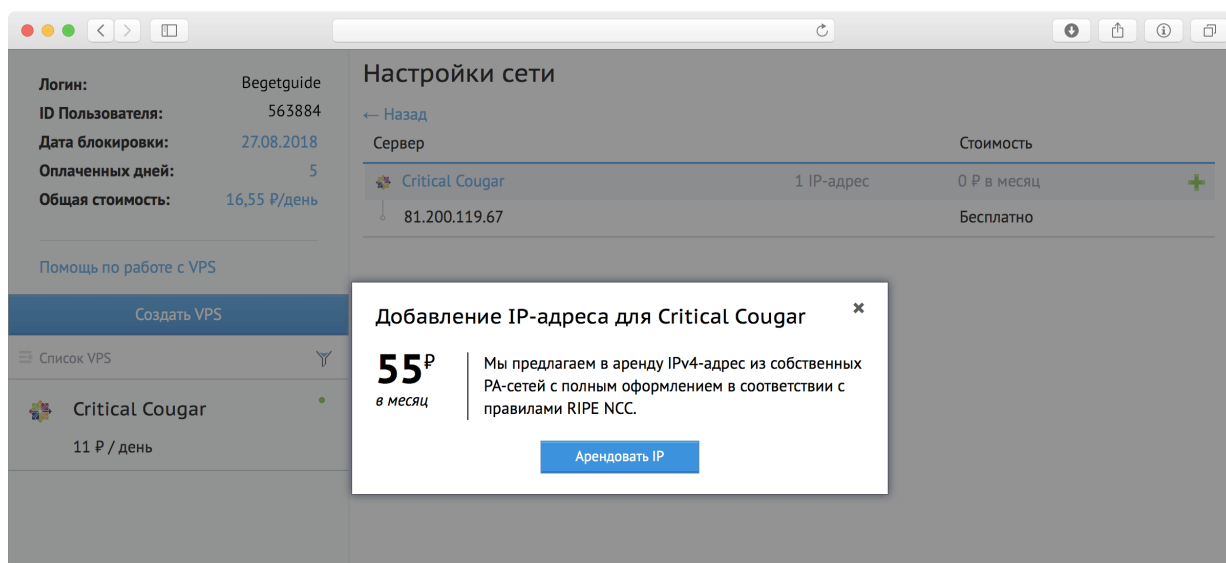 Логин: Begetguide
ID Пользователя: 563884
Дата блокировки: 27.08.2018
Оплаченных дней: 5
Общая стоимость: 16,55 ₽/день
Помощь по работе с VPS
Создать VPS
Список VPS
Critical Cougar
11 ₽ / день
Настройки сети
← Назад
Сервер Стоимость
Critical Cougar 1 IP-адрес 0 ₽ в месяц
81.200.119.67 Бесплатно
Добавление IP-адреса для Critical Cougar
55 ₽
в месяц
Мы предлагаем в аренду IPv4-адрес из собственных
PA-сетей с полным оформлением в соответствии с
правилами RIPE NCC.
Арендовать IP